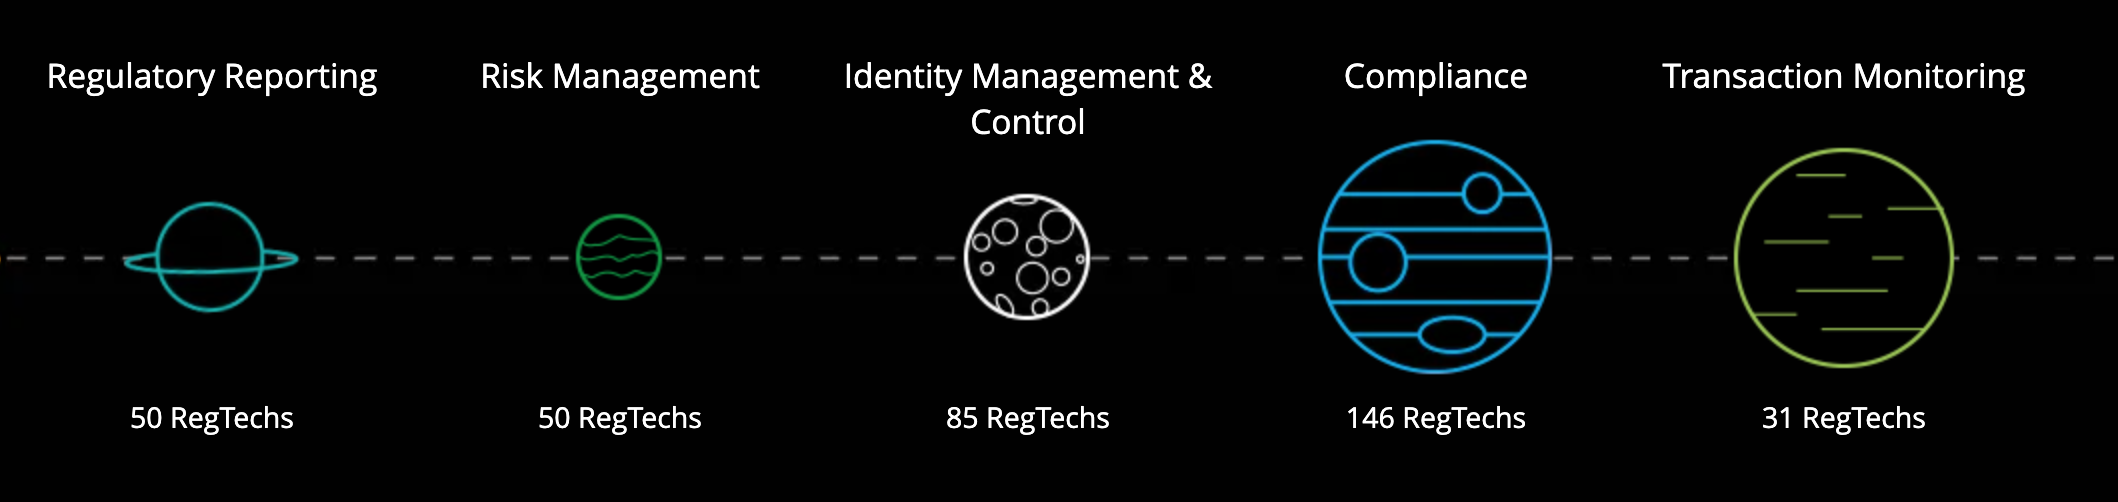 Regulatory Reporting
Risk Management
Identity Management &
Control
Compliance
Transaction Monitoring
50 RegTechs
50 RegTechs
85 RegTechs
146 RegTechs
31 RegTechs